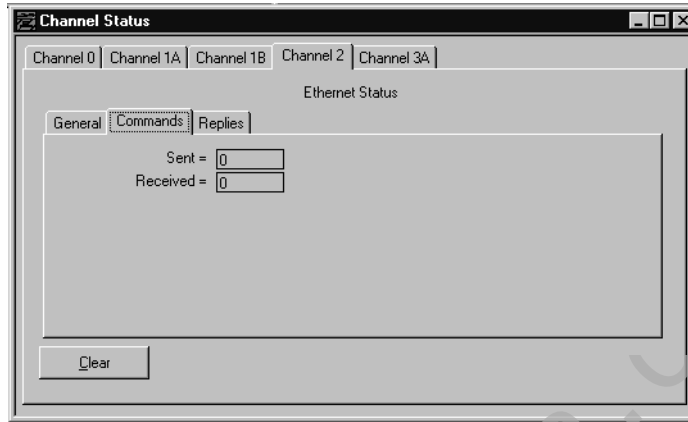 Channel Status
Channel 0 Channel 1A Channel 1B Channel 2 Channel 3A
Ethernet Status
General Commands Replies
Sent = 0
Received = 0
Clear